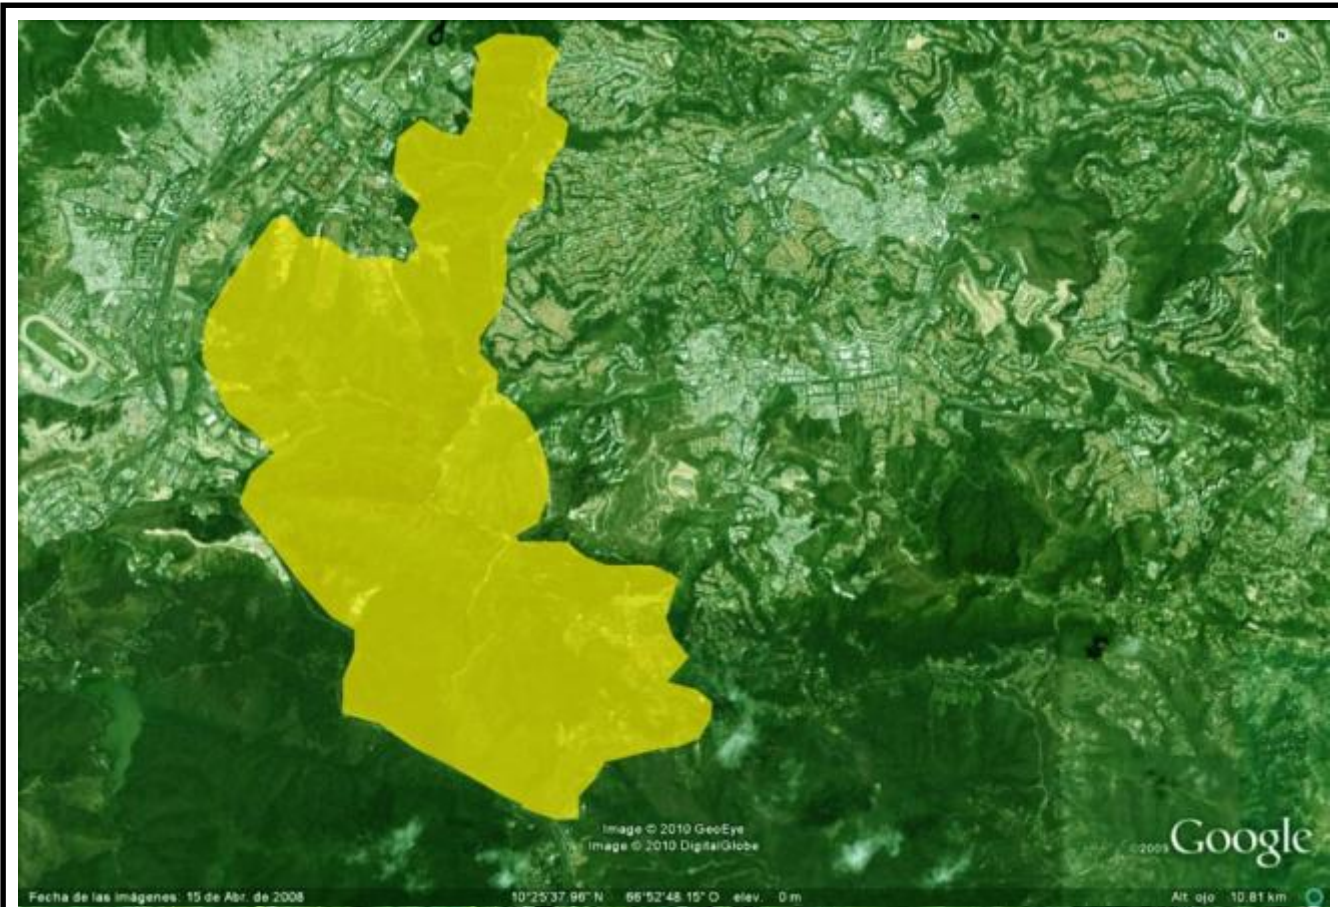 N
Image © 2010 GeoEye
Image © 2010 DigitalGlobe
©2009 Google
Fecha de las imágenes: 15 de Abr. de 2008 10°25'37.96" N 66°52'48.15" O elev. 0 m Alt. ojo 10.81 km